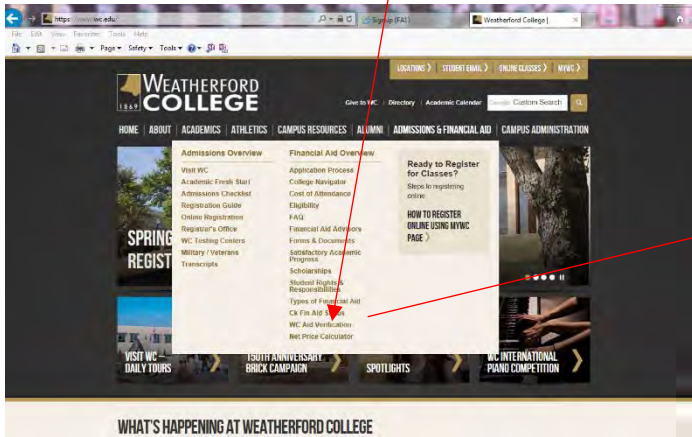 https://www.wc.edu/
Signup (FA1)
Weatherford College |
File Edit View Favorites Tools Help
Page Safety Tools
LOCATIONS STUDENT EMAIL ONLINE CLASSES MYWC
WEATHERFORD
1869 COLLEGE
Give to WC | Directory | Academic Calendar
Custom Search
HOME | ABOUT | ACADEMICS | ATHLETICS | CAMPUS RESOURCES | ALUMNI | ADMISSIONS & FINANCIAL AID | CAMPUS ADMINISTRATION
Admissions Overview
Visit WC
Academic Fresh Start
Admissions Checklist
Registration Guide
Online Registration
Registrar's Office
WC Testing Centers
Military / Veterans
Transcripts
Financial Aid Overview
Application Process
College Navigator
Cost of Attendance
Eligibility
FAQ
Financial Aid Advisors
Forms & Documents
Satisfactory Academic
Progress
Scholarships
Student Rights &
Responsibilities
Types of Financial Aid
Ck Fin Aid Status
WC Aid Verification
Net Price Calculator
Ready to Register
for Classes?
Steps to registering
online
HOW TO REGISTER
ONLINE USING MYWC
PAGE
SPRING
REGIST
VISIT WC –
DAILY TOURS
150TH ANNIVERSARY
BRICK CAMPAIGN
SPOTLIGHTS
WC INTERNATIONAL
PIANO COMPETITION
WHAT'S HAPPENING AT WEATHERFORD COLLEGE